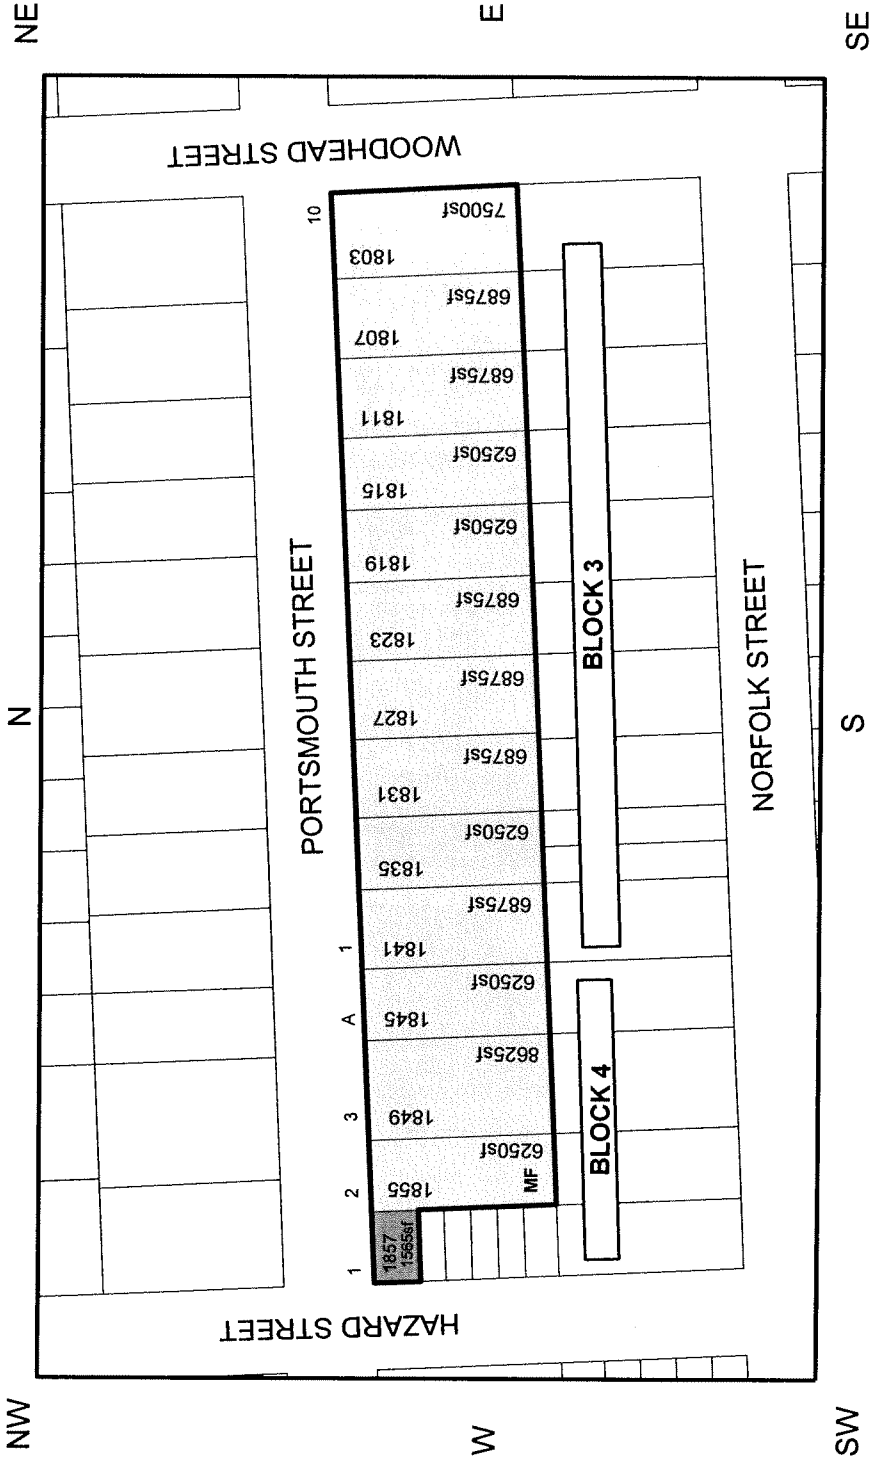 NE
E
SE
WOODHEAD STREET
10
1803
7500sf
1807
6875sf
1811
6875sf
1815
6250sf
1819
6250sf
1823
6875sf
1827
6875sf
1831
6875sf
1835
6250sf
1
1841
6875sf
A
1845
6250sf
3
1849
8625sf
2
1855
6250sf
MF
1
1857
1565sf
N
PORTSMOUTH STREET
BLOCK 3
BLOCK 4
NORFOLK STREET
S
HAZARD STREET
NW
W
SW